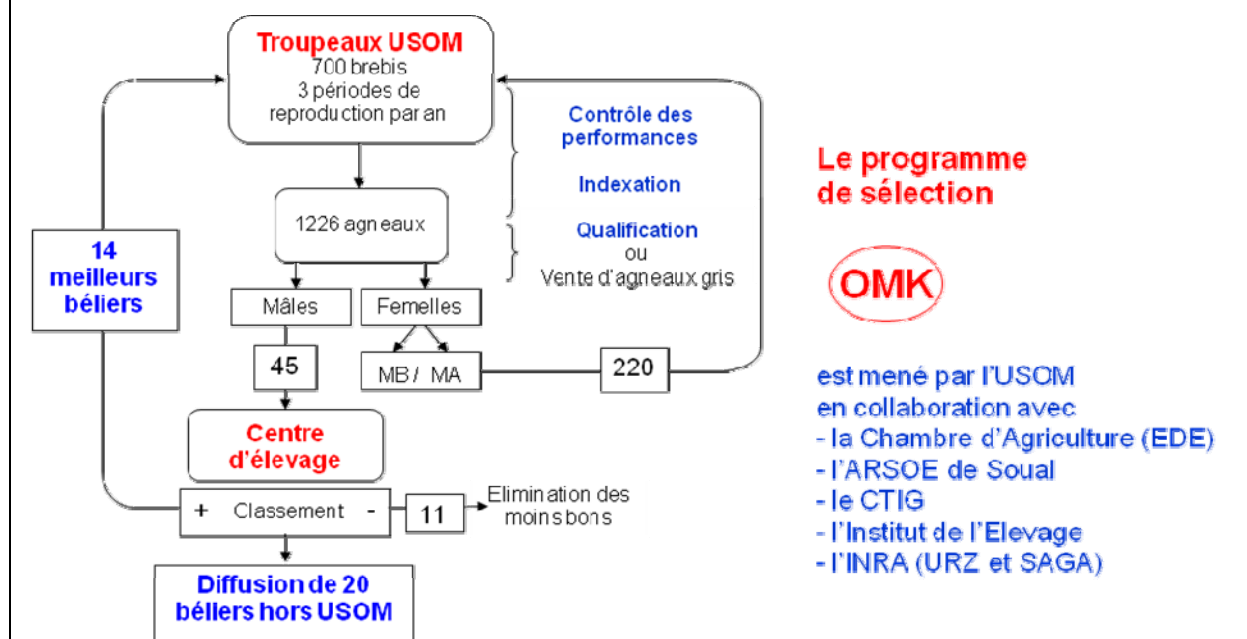 Troupeaux USOM
700 brebis
3 périodes de
reproduction par an
Contrôle des
performances
Indexation
Qualification
ou
Vente d'agneaux gris
1226 agneaux
14
meilleurs
béliers
Mâles
Femelles
45
MB / MA
220
Centre
d'élevage
+ Classement -
11
Elimination des
moins bons
Diffusion de 20
béliers hors USOM
Le programme
de sélection
OMK
est mené par l'USOM
en collaboration avec
- la Chambre d'Agriculture (EDE)
- l'ARSOE de Soual
- le CTIG
- l'Institut de l'Elevage
- l'INRA (URZ et SAGA)